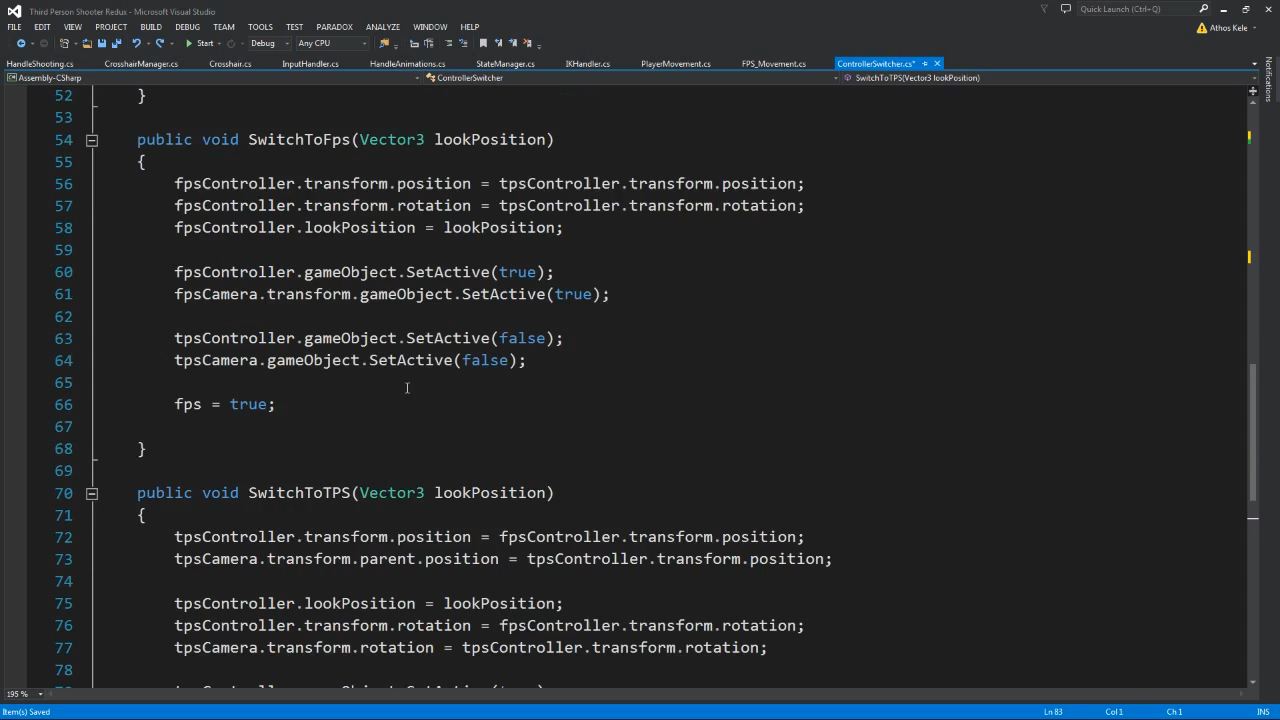 Third Person Shooter Redux - Microsoft Visual Studio
Quick Launch (Ctrl+Q)
FILE EDIT VIEW PROJECT BUILD DEBUG TEAM TOOLS TEST PARADOX ANALYZE WINDOW HELP
Athos Kele
Start Debug Any CPU
HandleShooting.cs CrosshairManager.cs Crosshair.cs InputHandler.cs HandleAnimations.cs StateManager.cs IKHandler.cs PlayerMovement.cs FPS_Movement.cs ControllerSwitcher.cs*
Assembly-CSharp ControllerSwitcher SwitchToTPS(Vector3 lookPosition)
Notifications
52 }
53
54 public void SwitchToFps(Vector3 lookPosition)
55 {
56 fpsController.transform.position = tpsController.transform.position;
57 fpsController.transform.rotation = tpsController.transform.rotation;
58 fpsController.lookPosition = lookPosition;
59
60 fpsController.gameObject.SetActive(true);
61 fpsCamera.transform.gameObject.SetActive(true);
62
63 tpsController.gameObject.SetActive(false);
64 tpsCamera.gameObject.SetActive(false);
65
66 fps = true;
67
68 }
69
70 public void SwitchToTPS(Vector3 lookPosition)
71 {
72 tpsController.transform.position = fpsController.transform.position;
73 tpsCamera.transform.parent.position = tpsController.transform.position;
74
75 tpsController.lookPosition = lookPosition;
76 tpsController.transform.rotation = fpsController.transform.rotation;
77 tpsCamera.transform.rotation = tpsController.transform.rotation;
78
195 %
Item(s) Saved Ln 83 Col 1 Ch 1 INS